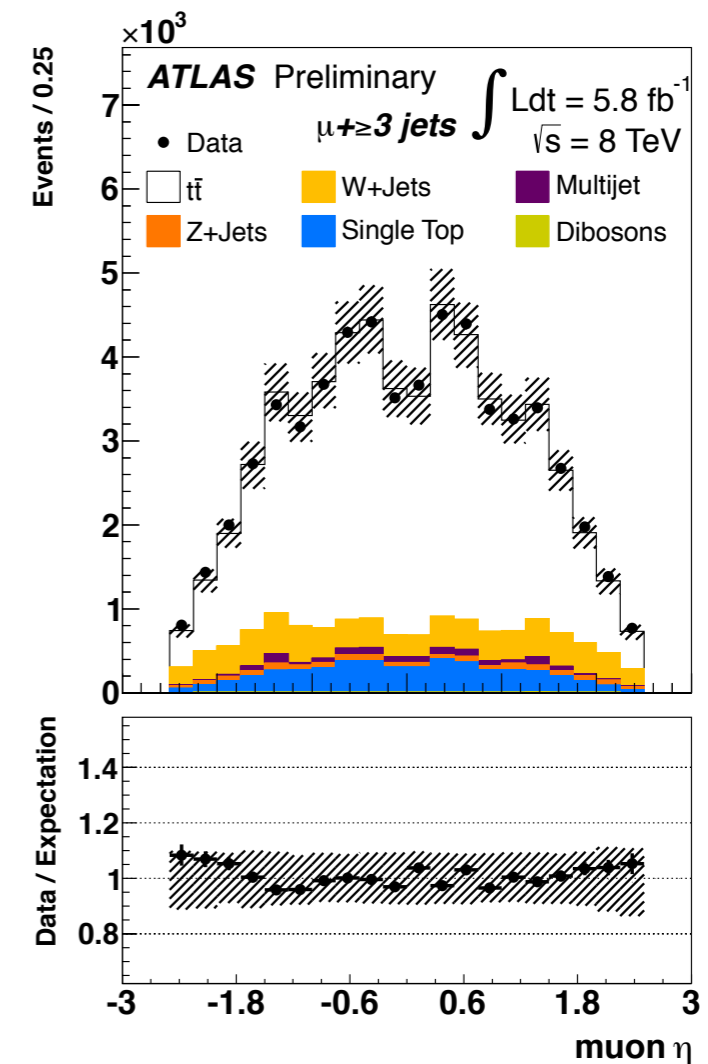 ×10³
Events / 0.25
ATLAS Preliminary
∫ Ldt = 5.8 fb⁻¹
μ+≥3 jets
√s = 8 TeV
Data
tt̄
W+Jets
Multijet
Z+Jets
Single Top
Dibosons
7
6
5
4
3
2
1
0
Data / Expectation
1.4
1.2
1
0.8
-3 -1.8 -0.6 0.6 1.8 3
muon η